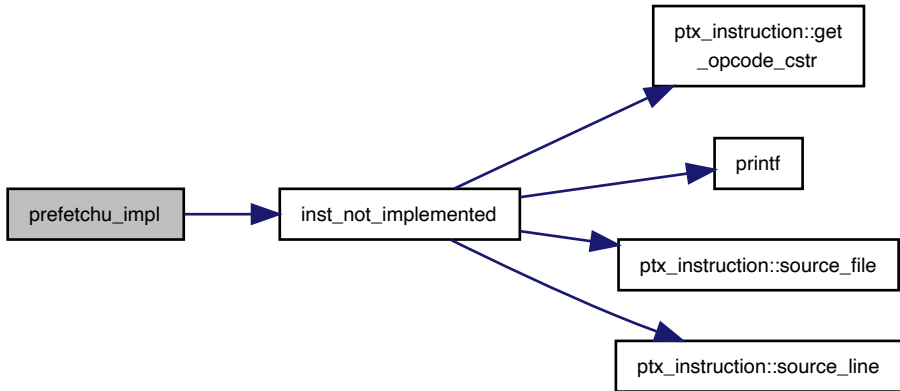 prefetchu_impl
inst_not_implemented
ptx_instruction::get
_opcode_cstr
printf
ptx_instruction::source_file
ptx_instruction::source_line